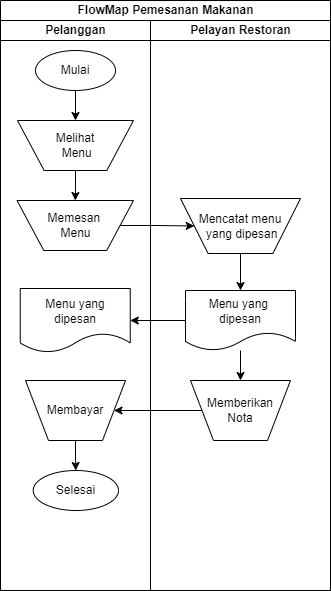 FlowMap Pemesanan Makanan
Pelanggan
Pelayan Restoran
Mulai
Melihat
Menu
Memesan
Menu
Mencatat menu
yang dipesan
Menu yang
dipesan
Menu yang
dipesan
Membayar
Memberikan
Nota
Selesai